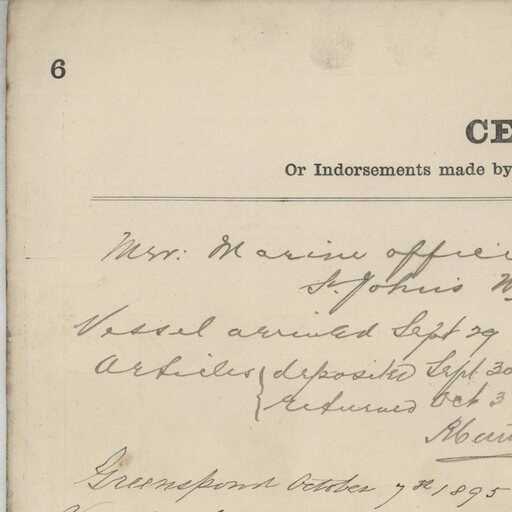 6
CE
Or Indorsements made by
Mer: Marine offici
St. Johns N
Vessel arrived Sept 29
Articles { deposited Sept 30
returned Oct 3
Greenspond October 7th 1895